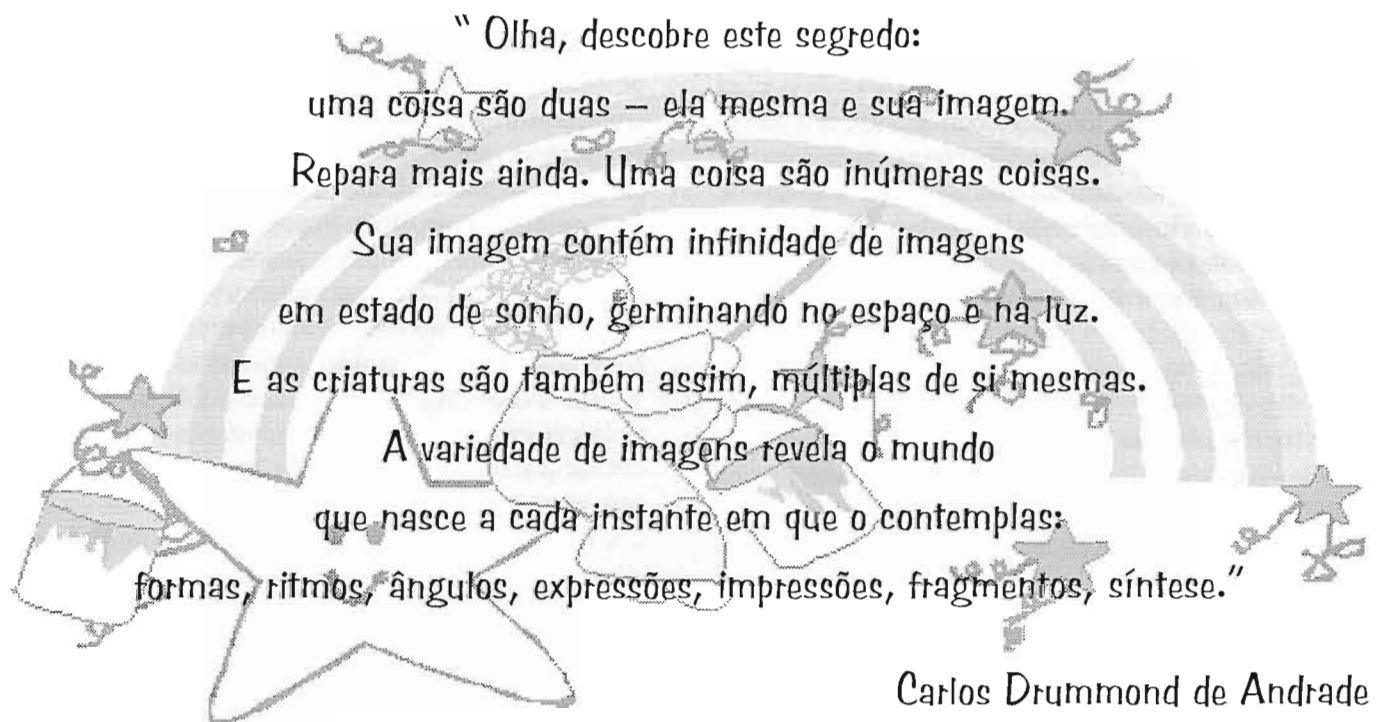 “ Olha, descobre este segredo:
uma coisa são duas – ela mesma e sua imagem.
Repara mais ainda. Uma coisa são inúmeras coisas.
Sua imagem contém infinidade de imagens
em estado de sonho, germinando no espaço e na luz.
E as criaturas são também assim, múltiplas de si mesmas.
A variedade de imagens revela o mundo
que nasce a cada instante em que o contemplas:
formas, ritmos, ângulos, expressões, impressões, fragmentos, síntese.”
Carlos Drummond de Andrade